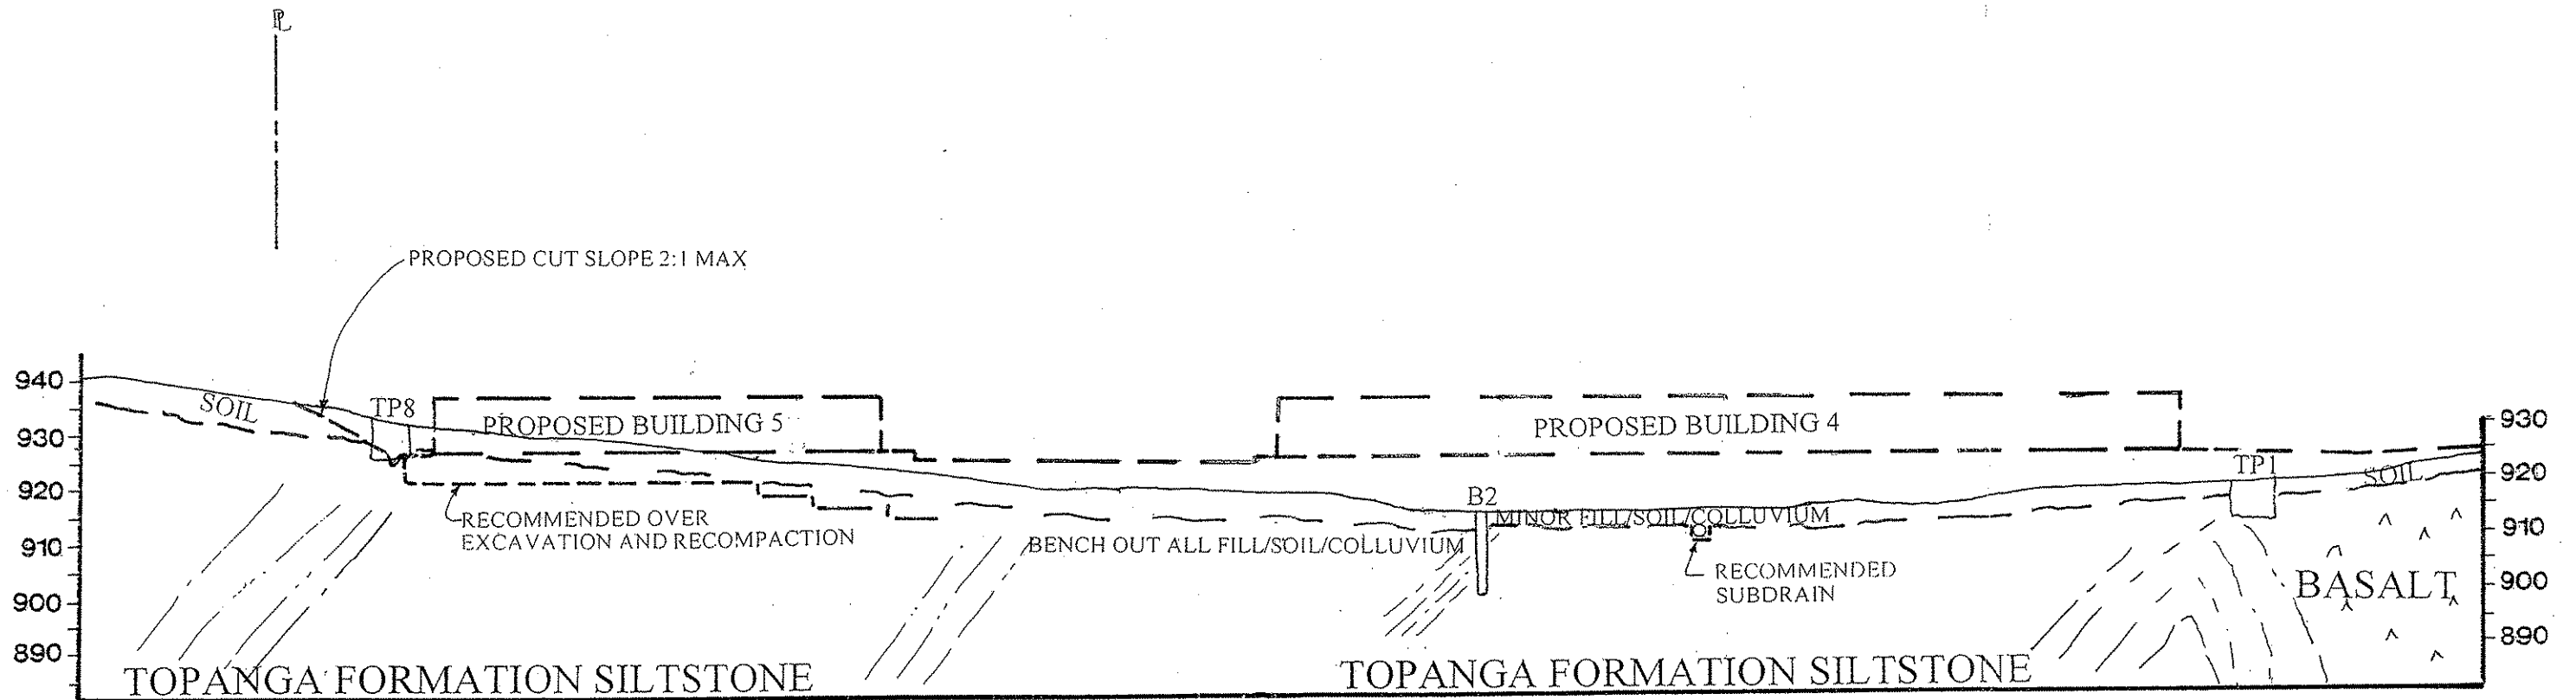 PL
PROPOSED CUT SLOPE 2:1 MAX
940
930
920
910
900
890
SOIL
TP8
PROPOSED BUILDING 5
PROPOSED BUILDING 4
930
920
910
900
890
TP1
SOIL
B2
MINOR FILL/SOIL/COLLUVIUM
RECOMMENDED OVER
EXCAVATION AND RECOMPACTION
BENCH OUT ALL FILL/SOIL/COLLUVIUM
RECOMMENDED
SUBDRAIN
BASALT
TOPANGA FORMATION SILTSTONE
TOPANGA FORMATION SILTSTONE